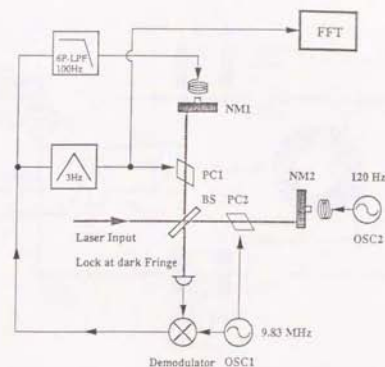 FFT
6P-LPF
100Hz
NM1
3Hz
PC1
NM2
120 Hz
BS
PC2
Laser Input
OSC2
Lock at dark Fringe
9.83 MHz
Demodulator
OSC1